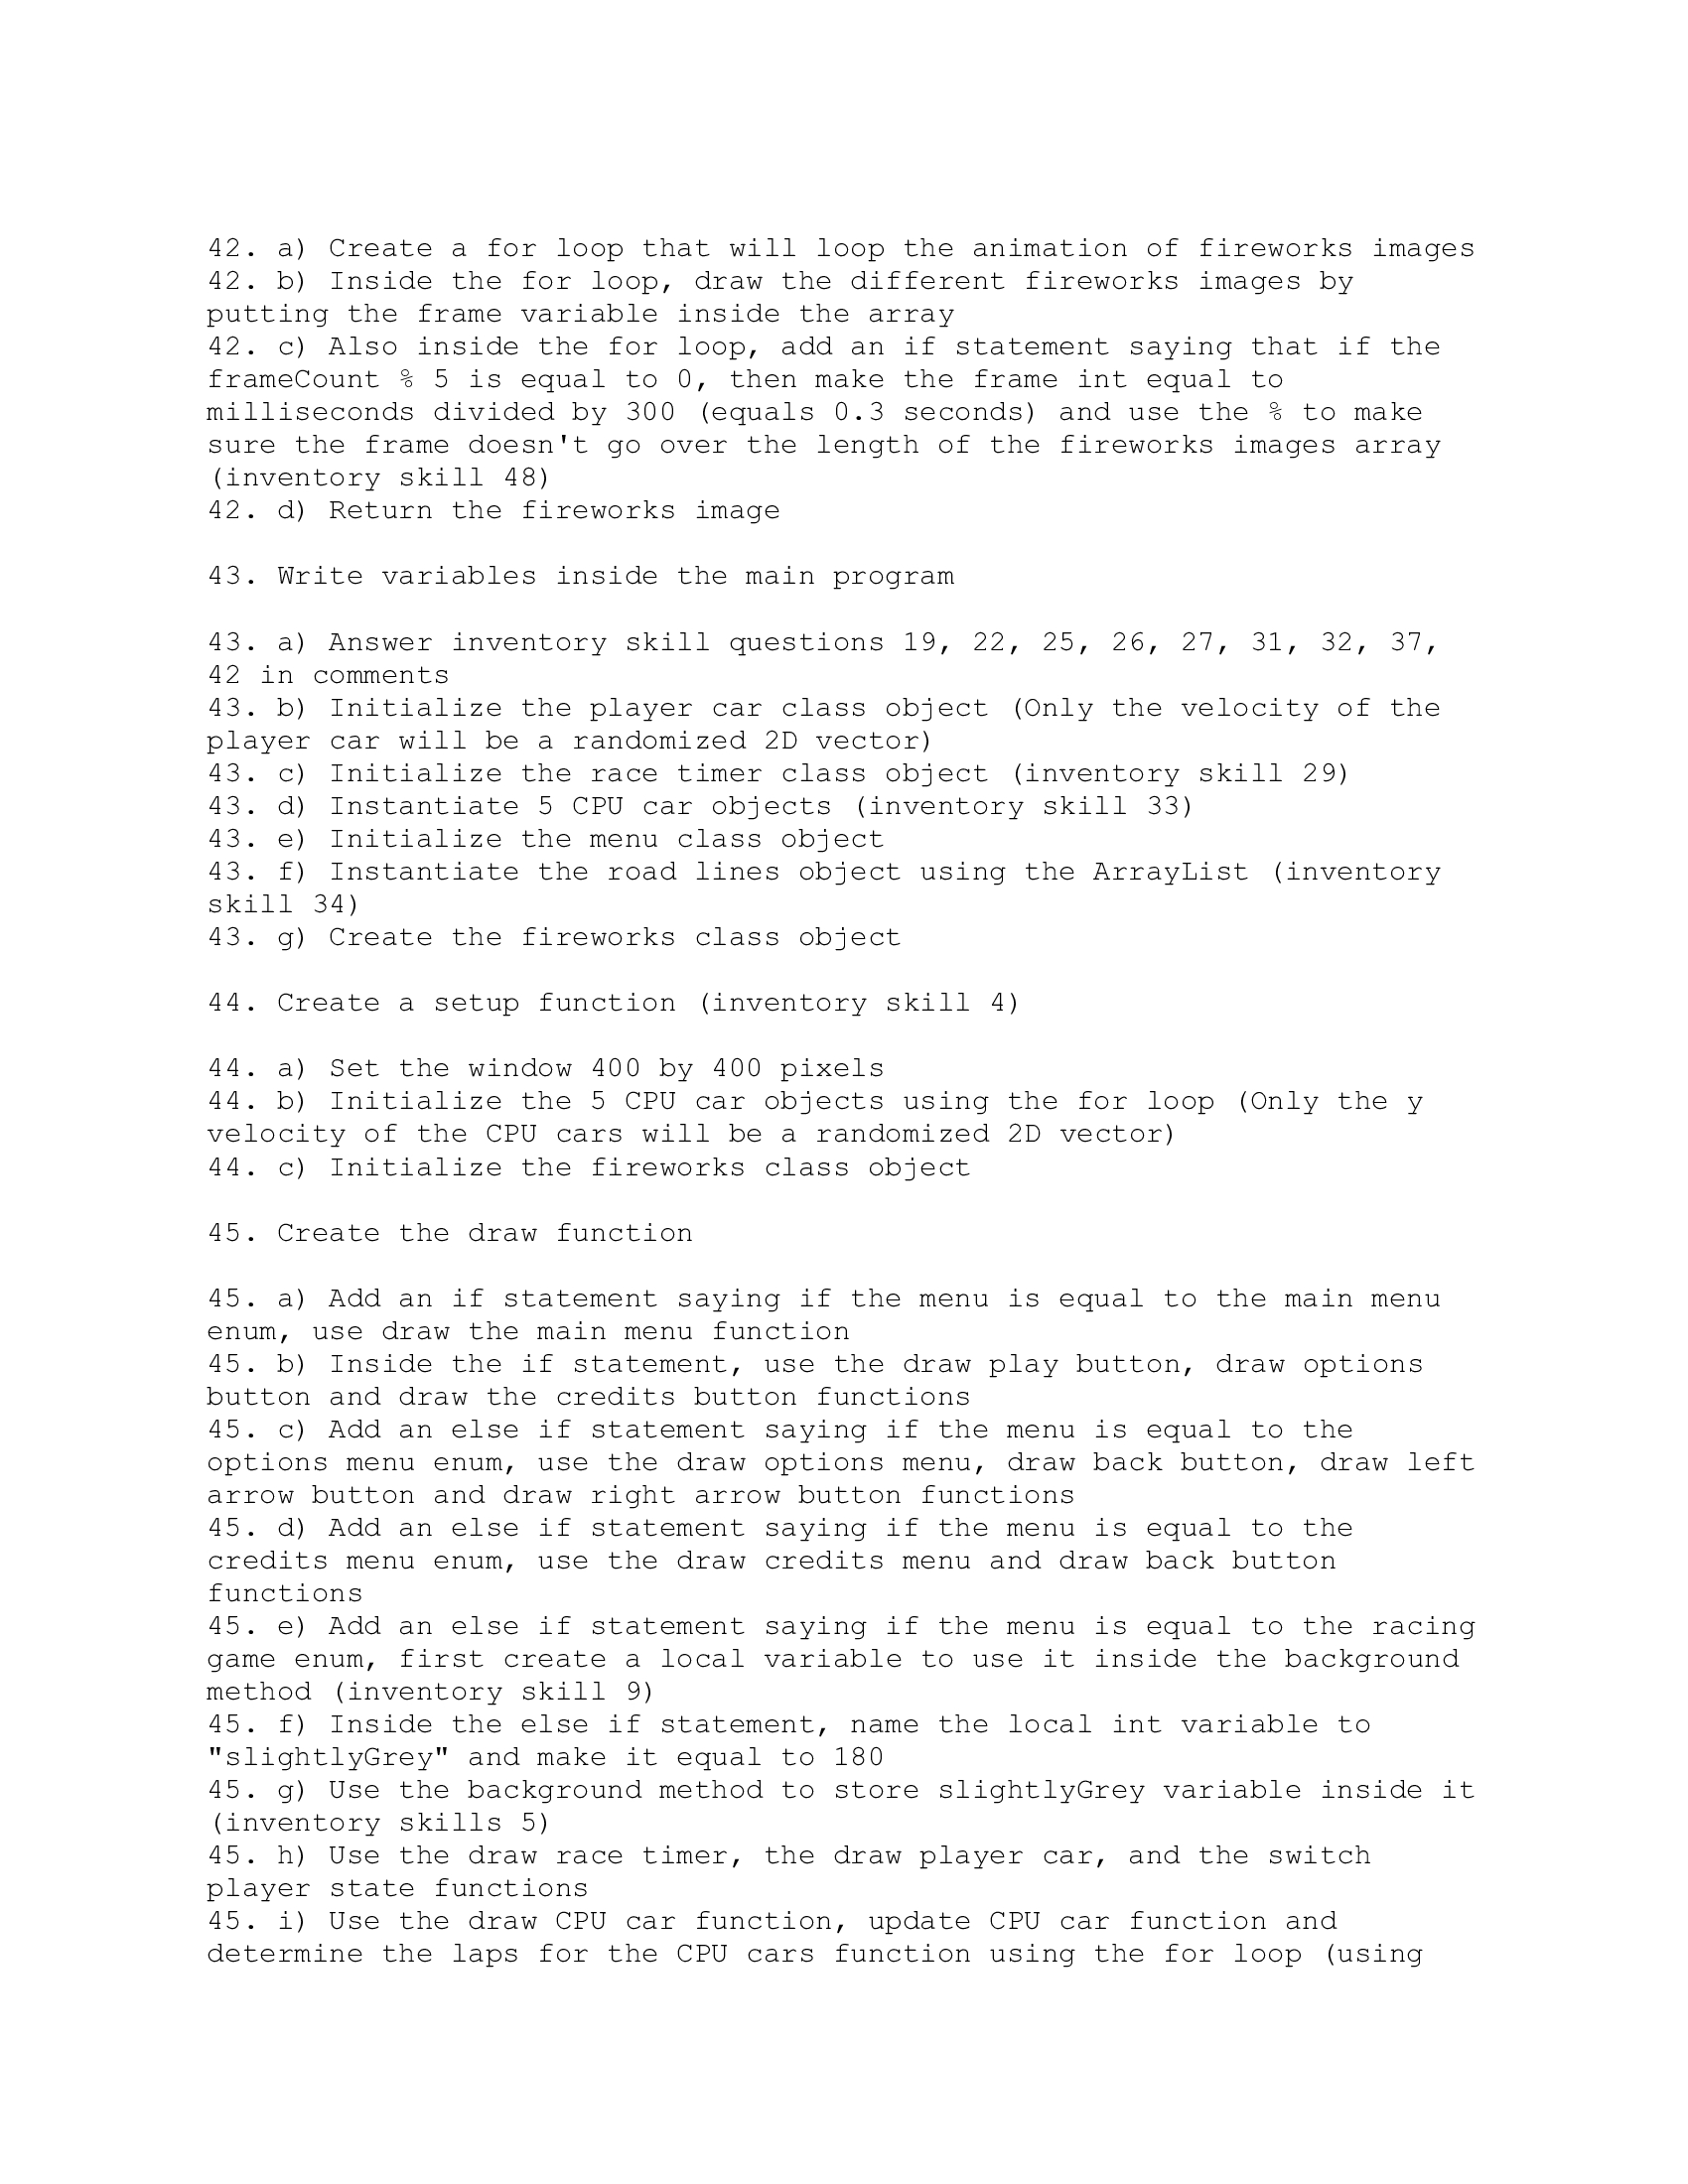 42. a) Create a for loop that will loop the animation of fireworks images
42. b) Inside the for loop, draw the different fireworks images by
putting the frame variable inside the array
42. c) Also inside the for loop, add an if statement saying that if the
frameCount % 5 is equal to 0, then make the frame int equal to
milliseconds divided by 300 (equals 0.3 seconds) and use the % to make
sure the frame doesn't go over the length of the fireworks images array
(inventory skill 48)
42. d) Return the fireworks image
43. Write variables inside the main program
43. a) Answer inventory skill questions 19, 22, 25, 26, 27, 31, 32, 37,
42 in comments
43. b) Initialize the player car class object (Only the velocity of the
player car will be a randomized 2D vector)
43. c) Initialize the race timer class object (inventory skill 29)
43. d) Instantiate 5 CPU car objects (inventory skill 33)
43. e) Initialize the menu class object
43. f) Instantiate the road lines object using the ArrayList (inventory
skill 34)
43. g) Create the fireworks class object
44. Create a setup function (inventory skill 4)
44. a) Set the window 400 by 400 pixels
44. b) Initialize the 5 CPU car objects using the for loop (Only the y
velocity of the CPU cars will be a randomized 2D vector)
44. c) Initialize the fireworks class object
45. Create the draw function
45. a) Add an if statement saying if the menu is equal to the main menu
enum, use draw the main menu function
45. b) Inside the if statement, use the draw play button, draw options
button and draw the credits button functions
45. c) Add an else if statement saying if the menu is equal to the
options menu enum, use the draw options menu, draw back button, draw left
arrow button and draw right arrow button functions
45. d) Add an else if statement saying if the menu is equal to the
credits menu enum, use the draw credits menu and draw back button
functions
45. e) Add an else if statement saying if the menu is equal to the racing
game enum, first create a local variable to use it inside the background
method (inventory skill 9)
45. f) Inside the else if statement, name the local int variable to
"slightlyGrey" and make it equal to 180
45. g) Use the background method to store slightlyGrey variable inside it
(inventory skills 5)
45. h) Use the draw race timer, the draw player car, and the switch
player state functions
45. i) Use the draw CPU car function, update CPU car function and
determine the laps for the CPU cars function using the for loop (using